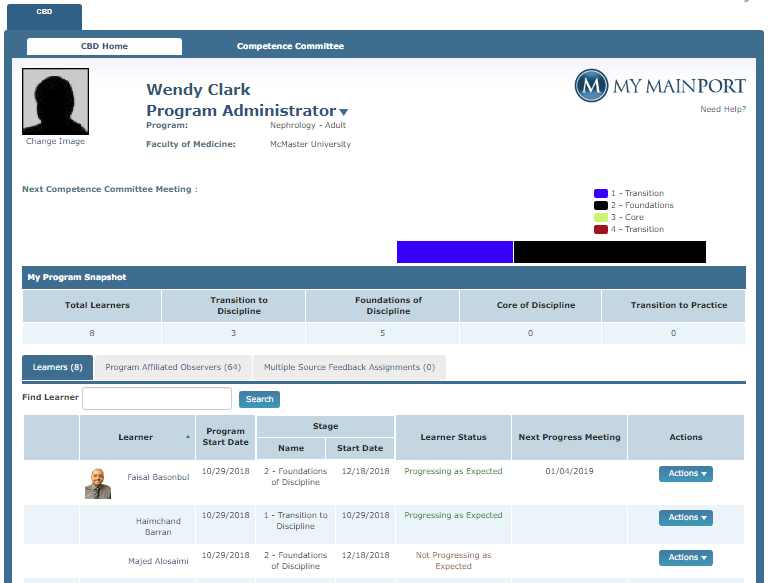 CBD
CBD Home Competence Committee
Wendy Clark
Program Administrator
Program: Nephrology - Adult
Faculty of Medicine: McMaster University
Change Image
M MY MAINPORT
Need Help?
Next Competence Committee Meeting :
1 - Transition
2 - Foundations
3 - Core
4 - Transition
My Program Snapshot
Total Learners Transition to Discipline Foundations of Discipline Core of Discipline Transition to Practice
8 3 5 0 0
Learners (8) Program Affiliated Observers (64) Multiple Source Feedback Assignments (0)
Find Learner Search
Learner Program Start Date Stage Name Start Date Learner Status Next Progress Meeting Actions
Faisal Basonbul 10/29/2018 2 - Foundations of Discipline 12/18/2018 Progressing as Expected 01/04/2019 Actions
Haimchand Barran 10/29/2018 1 - Transition to Discipline 10/29/2018 Progressing as Expected Actions
Majed Alosaimi 10/29/2018 2 - Foundations of Discipline 12/18/2018 Not Progressing as Expected Actions